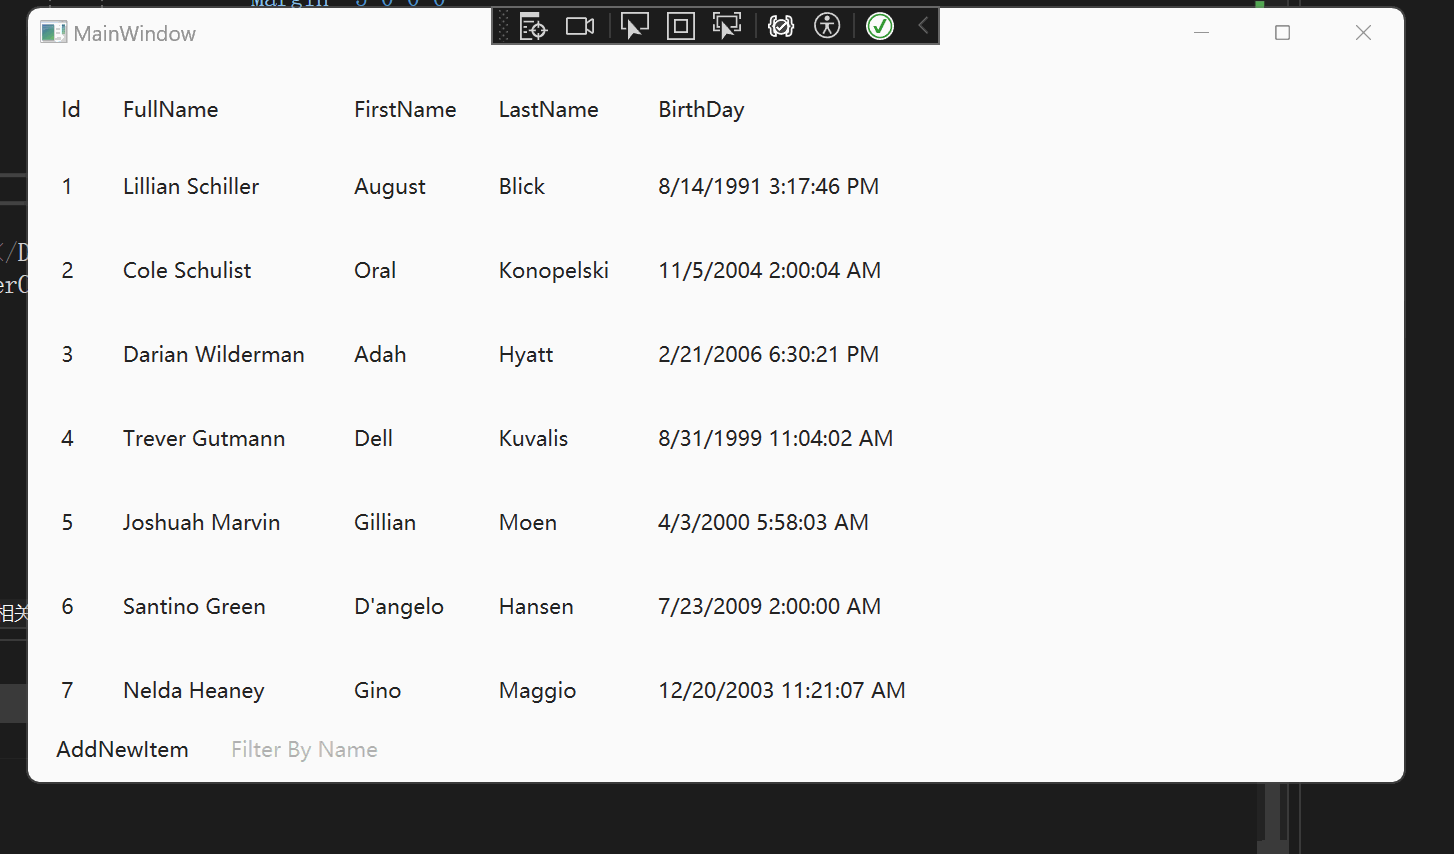 MainWindow
Id FullName FirstName LastName BirthDay
1 Lillian Schiller August Blick 8/14/1991 3:17:46 PM
2 Cole Schulist Oral Konopelski 11/5/2004 2:00:04 AM
3 Darian Wilderman Adah Hyatt 2/21/2006 6:30:21 PM
4 Trever Gutmann Dell Kuvalis 8/31/1999 11:04:02 AM
5 Joshuah Marvin Gillian Moen 4/3/2000 5:58:03 AM
6 Santino Green D'angelo Hansen 7/23/2009 2:00:00 AM
相关
7 Nelda Heaney Gino Maggio 12/20/2003 11:21:07 AM
AddNewItem Filter By Name